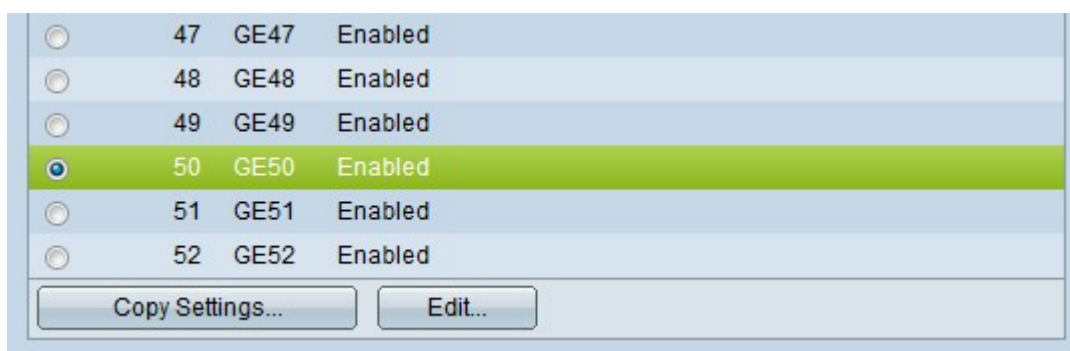 47 GE47 Enabled
48 GE48 Enabled
49 GE49 Enabled
50 GE50 Enabled
51 GE51 Enabled
52 GE52 Enabled
Copy Settings... Edit...